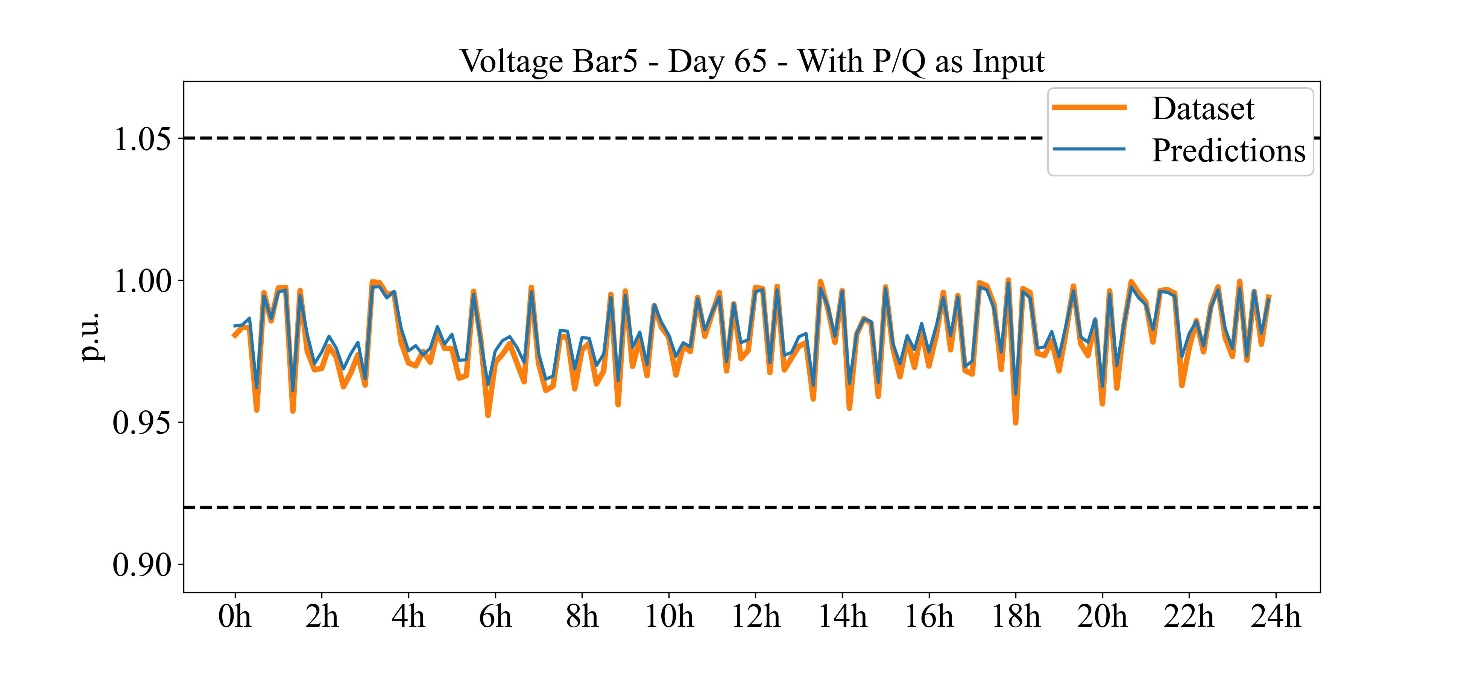 Voltage Bar5 - Day 65 - With P/Q as Input
Dataset
Predictions
1.05
1.00
0.95
0.90
p.u.
0h 2h 4h 6h 8h 10h 12h 14h 16h 18h 20h 22h 24h